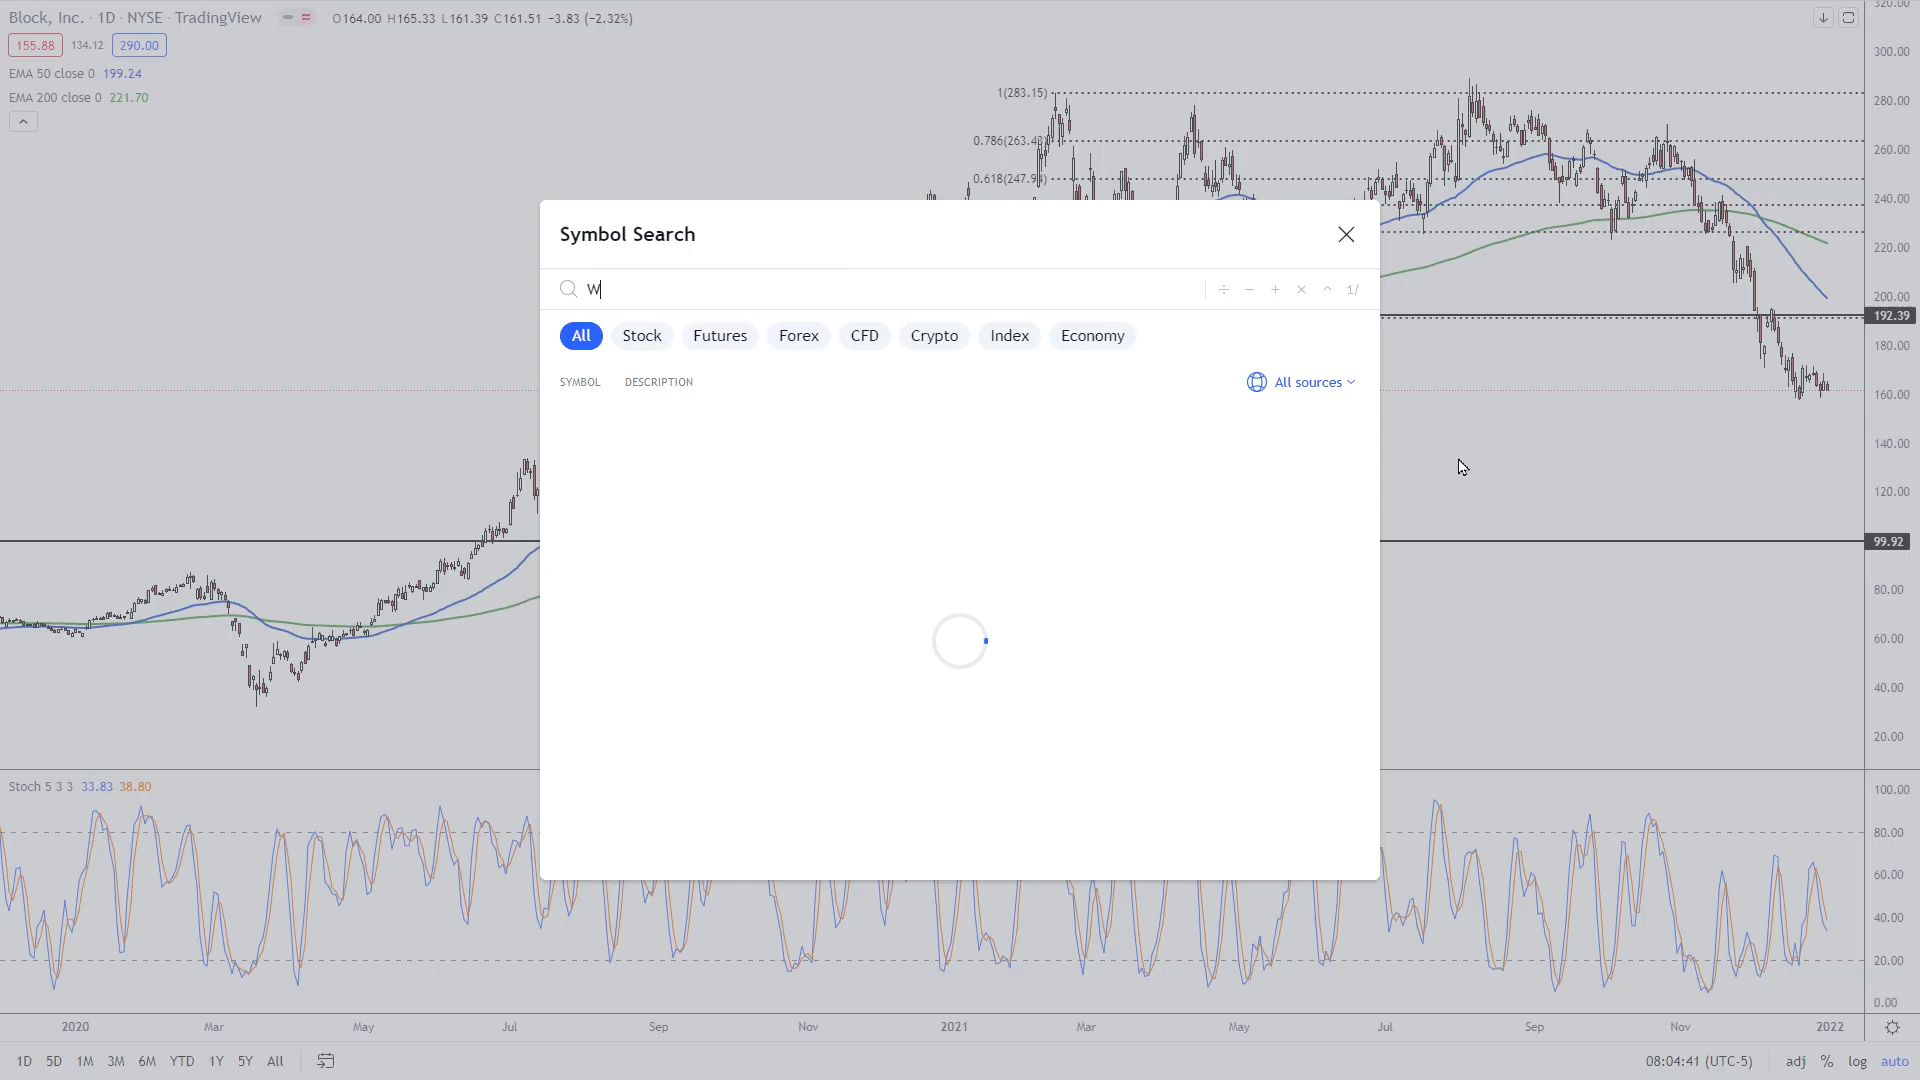 Block, Inc. · 1D · NYSE · TradingView O164.00 H165.33 L161.39 C161.51 −3.83 (−2.32%)
155.88 134.12 290.00
EMA 50 close 0 199.24
EMA 200 close 0 221.70
1(283.15)
0.786(263.43)
0.618(247.94)
Symbol Search
W
÷ − + × ^ 1/
All Stock Futures Forex CFD Crypto Index Economy
SYMBOL DESCRIPTION All sources
320.00
300.00
280.00
260.00
240.00
220.00
200.00
192.39
180.00
160.00
140.00
120.00
99.92
80.00
60.00
40.00
20.00
Stoch 5 3 3 33.83 38.80
100.00
80.00
60.00
40.00
20.00
0.00
2020 Mar May Jul Sep Nov 2021 Mar May Jul Sep Nov 2022
1D 5D 1M 3M 6M YTD 1Y 5Y All 08:04:41 (UTC-5) adj % log auto